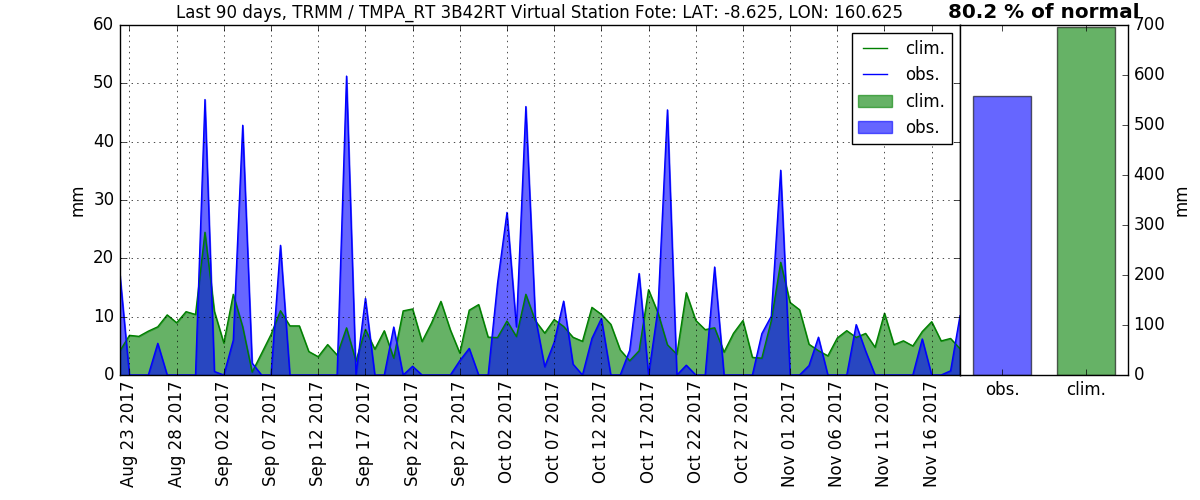 Last 90 days, TRMM / TMPA_RT 3B42RT Virtual Station Fote: LAT: -8.625, LON: 160.625
80.2 % of normal
60
50
40
30
20
10
0
mm
clim.
obs.
clim.
obs.
700
600
500
400
300
200
100
0
mm
Aug 23 2017
Aug 28 2017
Sep 02 2017
Sep 07 2017
Sep 12 2017
Sep 17 2017
Sep 22 2017
Sep 27 2017
Oct 02 2017
Oct 07 2017
Oct 12 2017
Oct 17 2017
Oct 22 2017
Oct 27 2017
Nov 01 2017
Nov 06 2017
Nov 11 2017
Nov 16 2017
obs.
clim.